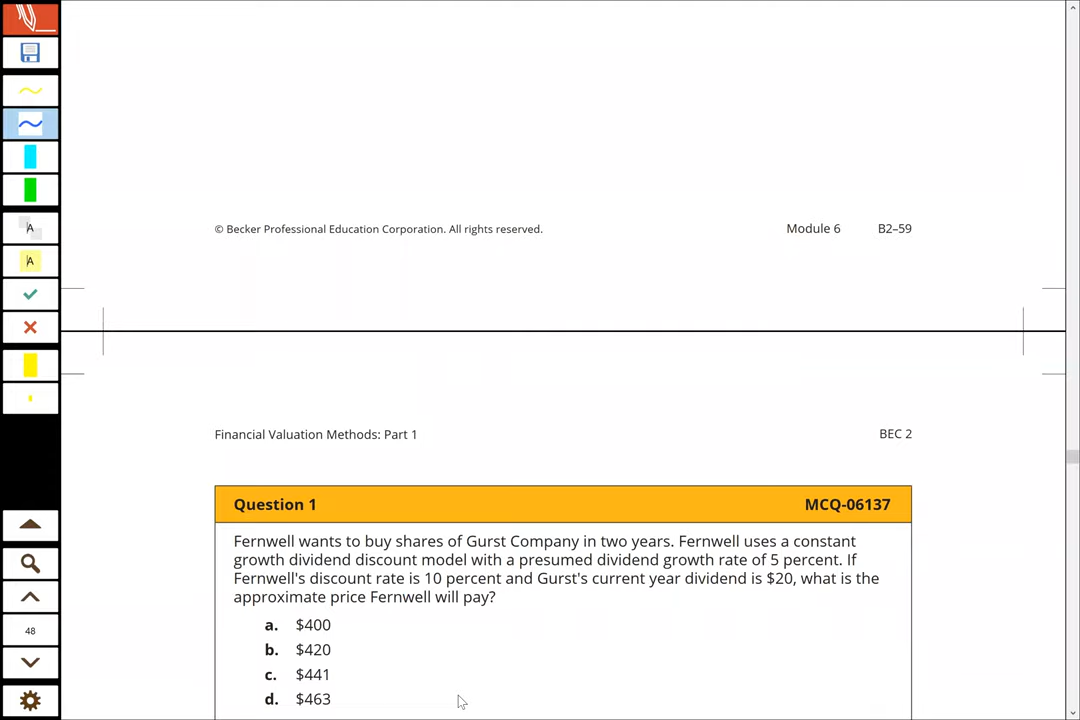 A
A
48
© Becker Professional Education Corporation. All rights reserved. Module 6 B2–59
Financial Valuation Methods: Part 1 BEC 2
Question 1 MCQ-06137
Fernwell wants to buy shares of Gurst Company in two years. Fernwell uses a constant
growth dividend discount model with a presumed dividend growth rate of 5 percent. If
Fernwell's discount rate is 10 percent and Gurst's current year dividend is $20, what is the
approximate price Fernwell will pay?
a. $400
b. $420
c. $441
d. $463